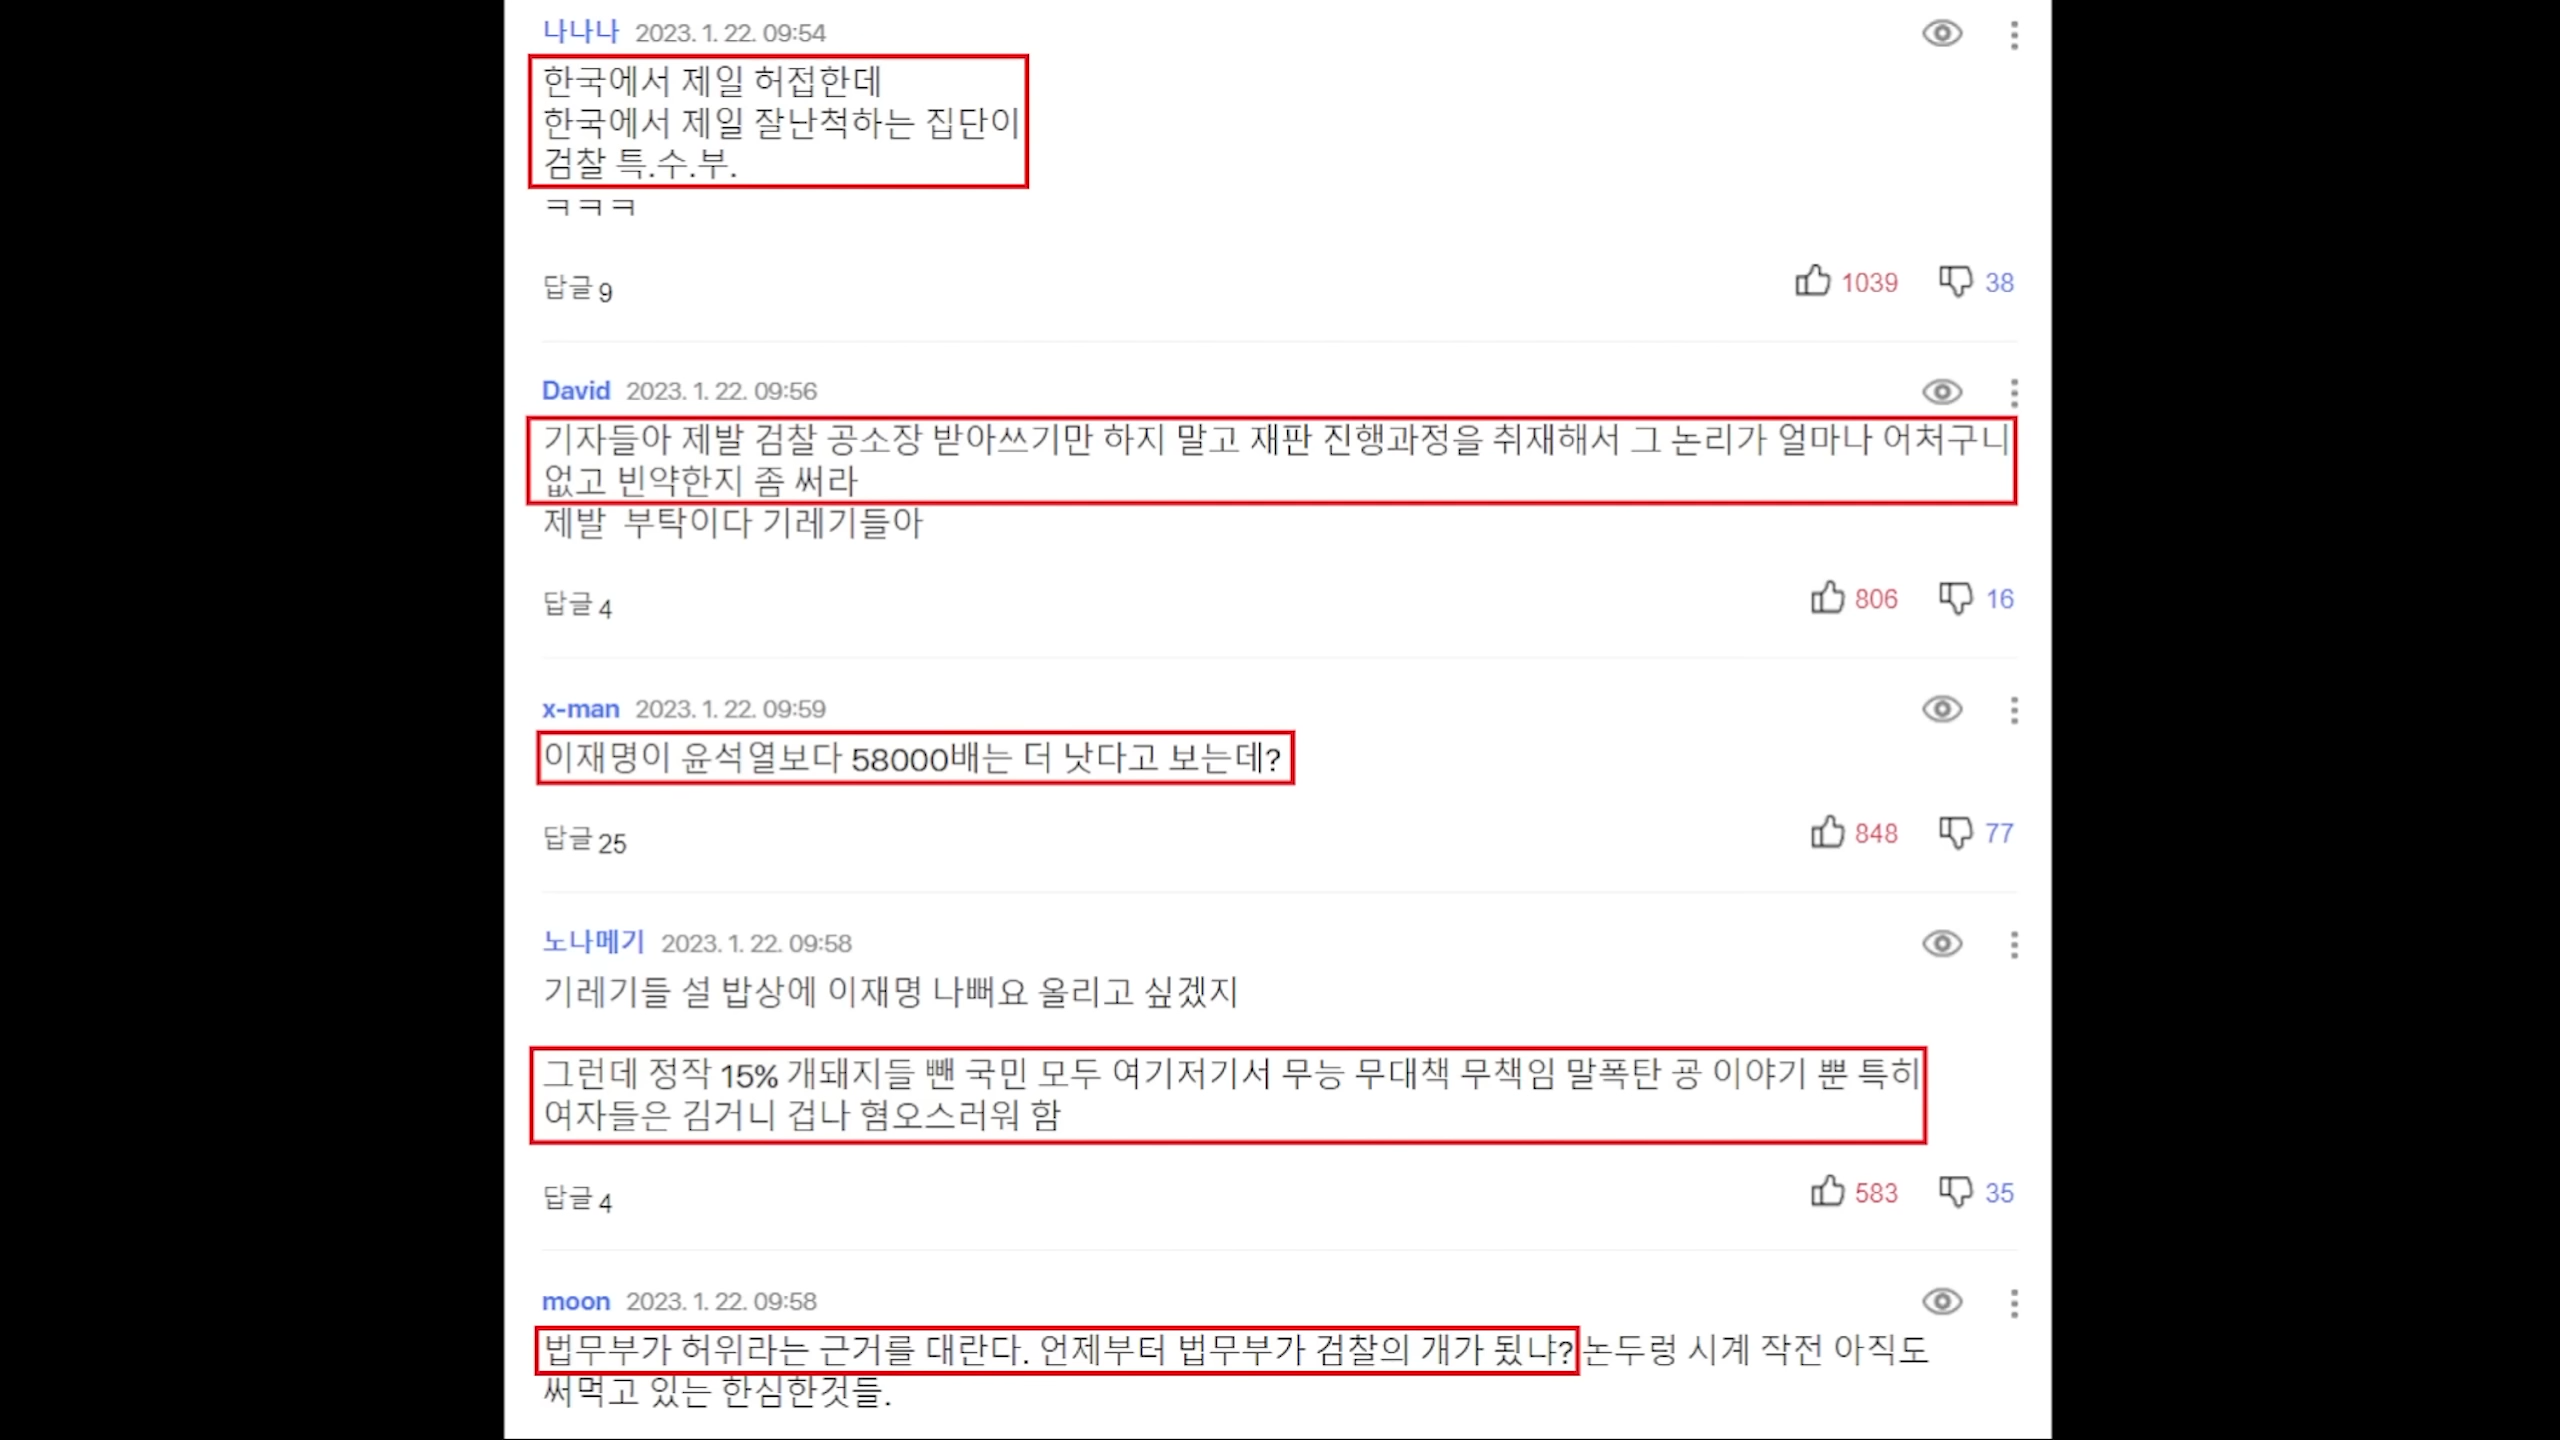 나나나 2023. 1. 22. 09:54
한국에서 제일 허접한데
한국에서 제일 잘난척하는 집단이
검찰 특.수.부.
ㅋㅋㅋ
답글 9 1039 38
David 2023. 1. 22. 09:56
기자들아 제발 검찰 공소장 받아쓰기만 하지 말고 재판 진행과정을 취재해서 그 논리가 얼마나 어처구니
없고 빈약한지 좀 써라
제발 부탁이다 기레기들아
답글 4 806 16
x-man 2023. 1. 22. 09:59
이재명이 윤석열보다 58000배는 더 낫다고 보는데?
답글 25 848 77
노나메기 2023. 1. 22. 09:58
기레기들 설 밥상에 이재명 나뻐요 올리고 싶겠지
그런데 정작 15% 개돼지들 뺀 국민 모두 여기저기서 무능 무대책 무책임 말폭탄 굥 이야기 뿐 특히
여자들은 김거니 겁나 혐오스러워 함
답글 4 583 35
moon 2023. 1. 22. 09:58
법무부가 허위라는 근거를 대란다. 언제부터 법무부가 검찰의 개가 됬냐? 논두렁 시계 작전 아직도
써먹고 있는 한심한것들.